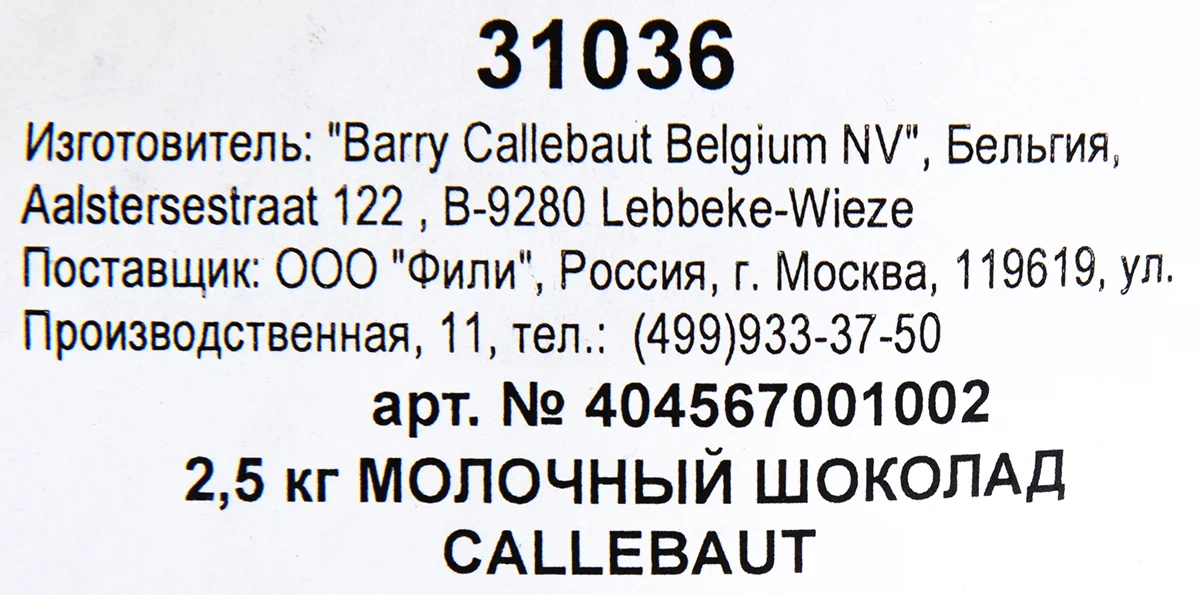 31036
Изготовитель: "Barry Callebaut Belgium NV", Бельгия,
Aalstersestraat 122 , B-9280 Lebbeke-Wieze
Поставщик: ООО "Фили", Россия, г. Москва, 119619, ул.
Производственная, 11, тел.: (499)933-37-50
арт. № 404567001002
2,5 кг МОЛОЧНЫЙ ШОКОЛАД
CALLEBAUT